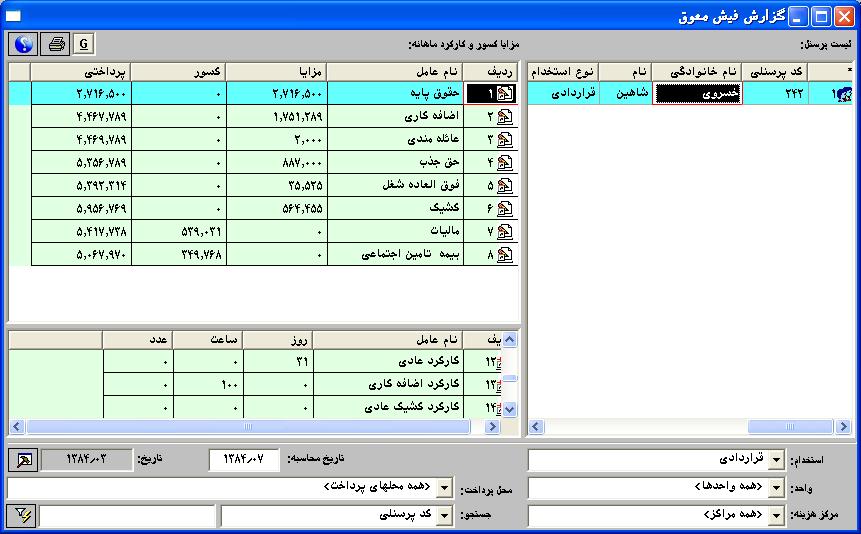 گزارش فیش معوق
لیست پرسنل:
* کد پرسنلی نام خانوادگی نام نوع استخدام
۱ ۲۴۲ خسروی شاهین قراردادی
مزایا کسور و کارکرد ماهانه:
G
ردیف نام عامل مزایا کسور پرداختی
۱ حقوق پایه ۲,۷۱۶,۵۰۰ ۰ ۲,۷۱۶,۵۰۰
۲ اضافه کاری ۱,۷۵۱,۲۸۹ ۰ ۴,۴۶۷,۷۸۹
۳ عائله مندی ۲,۰۰۰ ۰ ۴,۴۶۹,۷۸۹
۴ حق جذب ۸۸۷,۰۰۰ ۰ ۵,۳۵۶,۷۸۹
۵ فوق العاده شغل ۳۵,۵۲۵ ۰ ۵,۳۹۲,۳۱۴
۶ کشیک ۵۶۴,۴۵۵ ۰ ۵,۹۵۶,۷۶۹
۷ مالیات ۰ ۵۳۹,۰۳۱ ۵,۴۱۷,۷۳۸
۸ بیمه تامین اجتماعی ۰ ۳۴۹,۷۶۸ ۵,۰۶۷,۹۷۰
یف نام عامل روز ساعت عدد
۱۲ کارکرد عادی ۳۱ ۰ ۰
۱۳ کارکرد اضافه کاری ۰ ۱۰۰ ۰
۱۴ کارکرد کشیک عادی ۰ ۰ ۰
استخدام: قراردادی
واحد: <همه واحدها>
مرکز هزینه: <همه مراکز>
تاریخ محاسبه: ۱۳۸۴,۰۷
تاریخ: ۱۳۸۴,۰۳
محل پرداخت: <همه محلهای پرداخت>
جستجو: کد پرسنلی